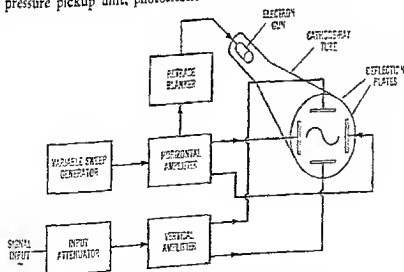 pressure pickup unit, photoelectric
ELECTRON
GUN
CATHODE-RAY
TUBE
DEFLECTION
PLATES
RETRACE
BLANKER
VARIABLE SWEEP
GENERATOR
HORIZONTAL
AMPLIFIER
SIGNAL
INPUT
INPUT
ATTENUATOR
VERTICAL
AMPLIFIER